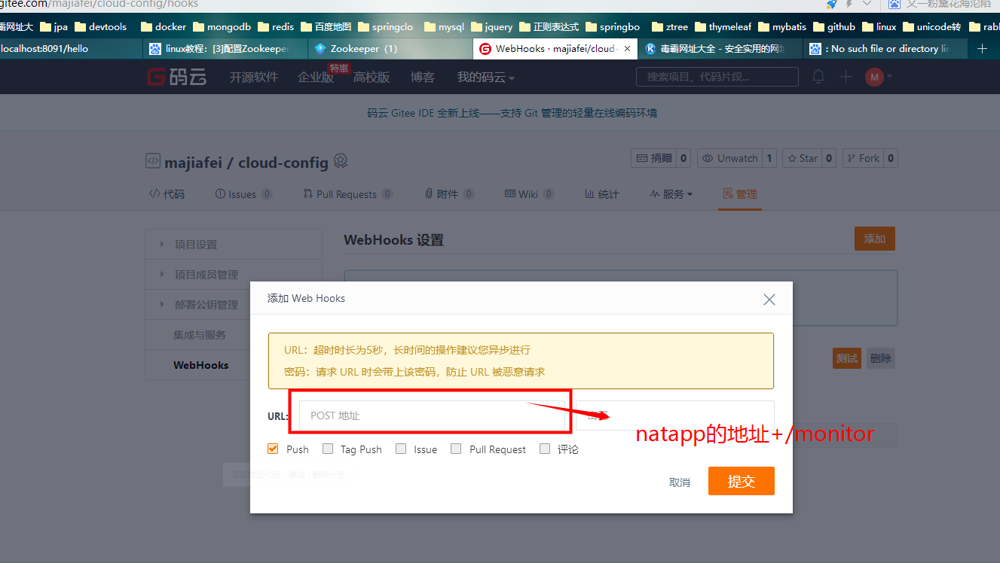 gitee.com/majiafei/cloud-config/hooks
又一粉黛花海沦陷
霸网址大 jpa devtools docker mongodb redis 百度地图 springclo mysql jquery 正则表达式 springbo ztree thymeleaf mybatis github linux unicode转 rabl
localhost:8091/hello linux教程：[3]配置Zookeeper Zookeeper（1） WebHooks · majiafei/cloud- 毒霸网址大全 - 安全实用的网址 : No such file or directory lin
码云 开源软件 企业版 特惠 高校版 博客 我的码云 搜索项目、代码片段... M
码云 Gitee IDE 全新上线——支持 Git 管理的轻量在线编码环境
majiafei / cloud-config 捐赠 0 Unwatch 1 Star 0 Fork 0
代码 Issues 0 Pull Requests 0 附件 0 Wiki 0 统计 服务 管理
项目设置
项目成员管理
部署公钥管理
集成与服务
WebHooks
WebHooks 设置 添加
测试 删除
添加 Web Hooks
URL：超时时长为5秒，长时间的操作建议您异步进行
密码：请求 URL 时会带上该密码，防止 URL 被恶意请求
URL: POST 地址 密码
natapp的地址+/monitor
Push Tag Push Issue Pull Request 评论
取消 提交